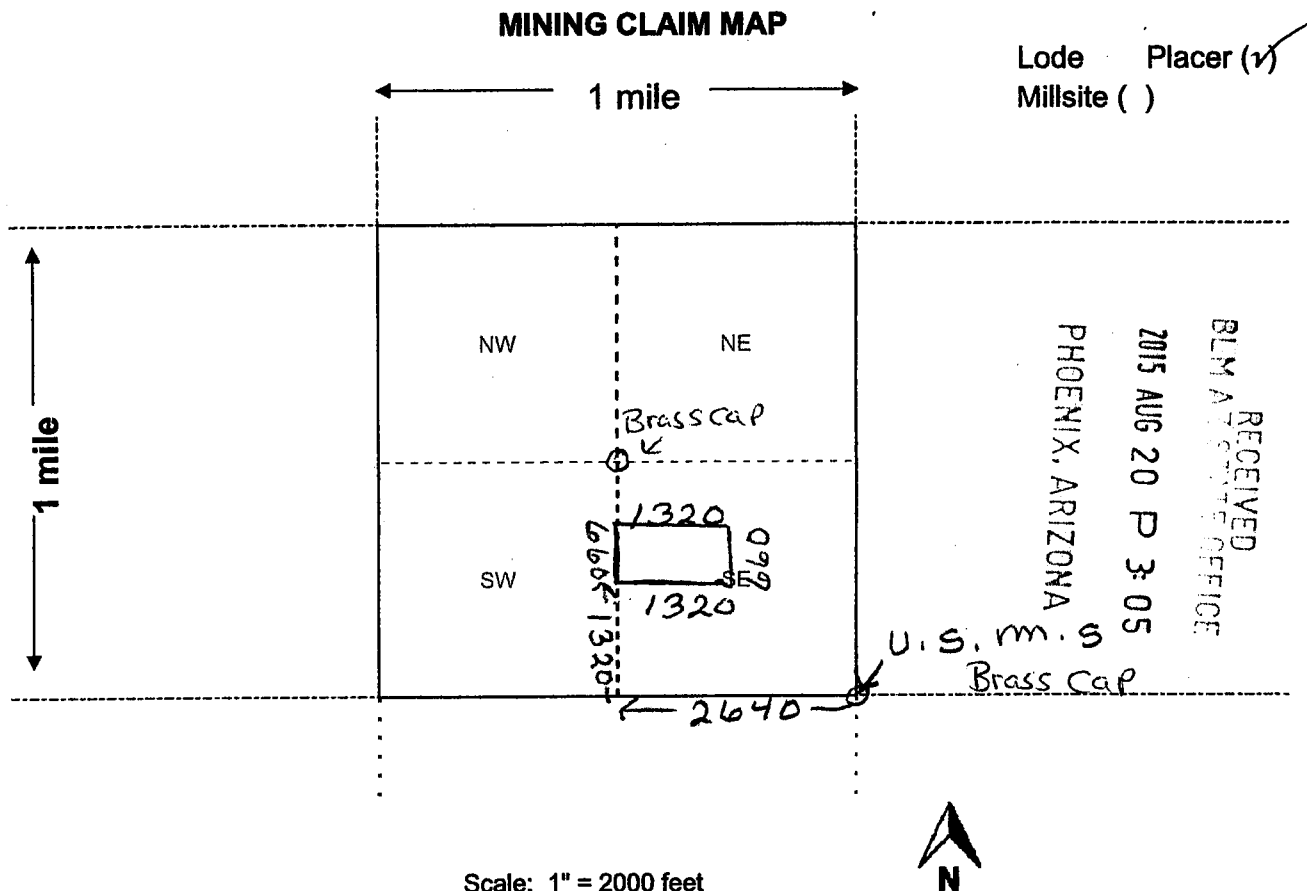 MINING CLAIM MAP
Lode Placer (√)
Millsite ( )
1 mile
1 mile
NW
NE
Brass Cap
SW
SE
1320
660
660
1320
1320
2640
U.S.M.S
Brass Cap
RECEIVED
BLM STATE OFFICE
2015 AUG 20 P 3:05
PHOENIX, ARIZONA
Scale: 1" = 2000 feet
N